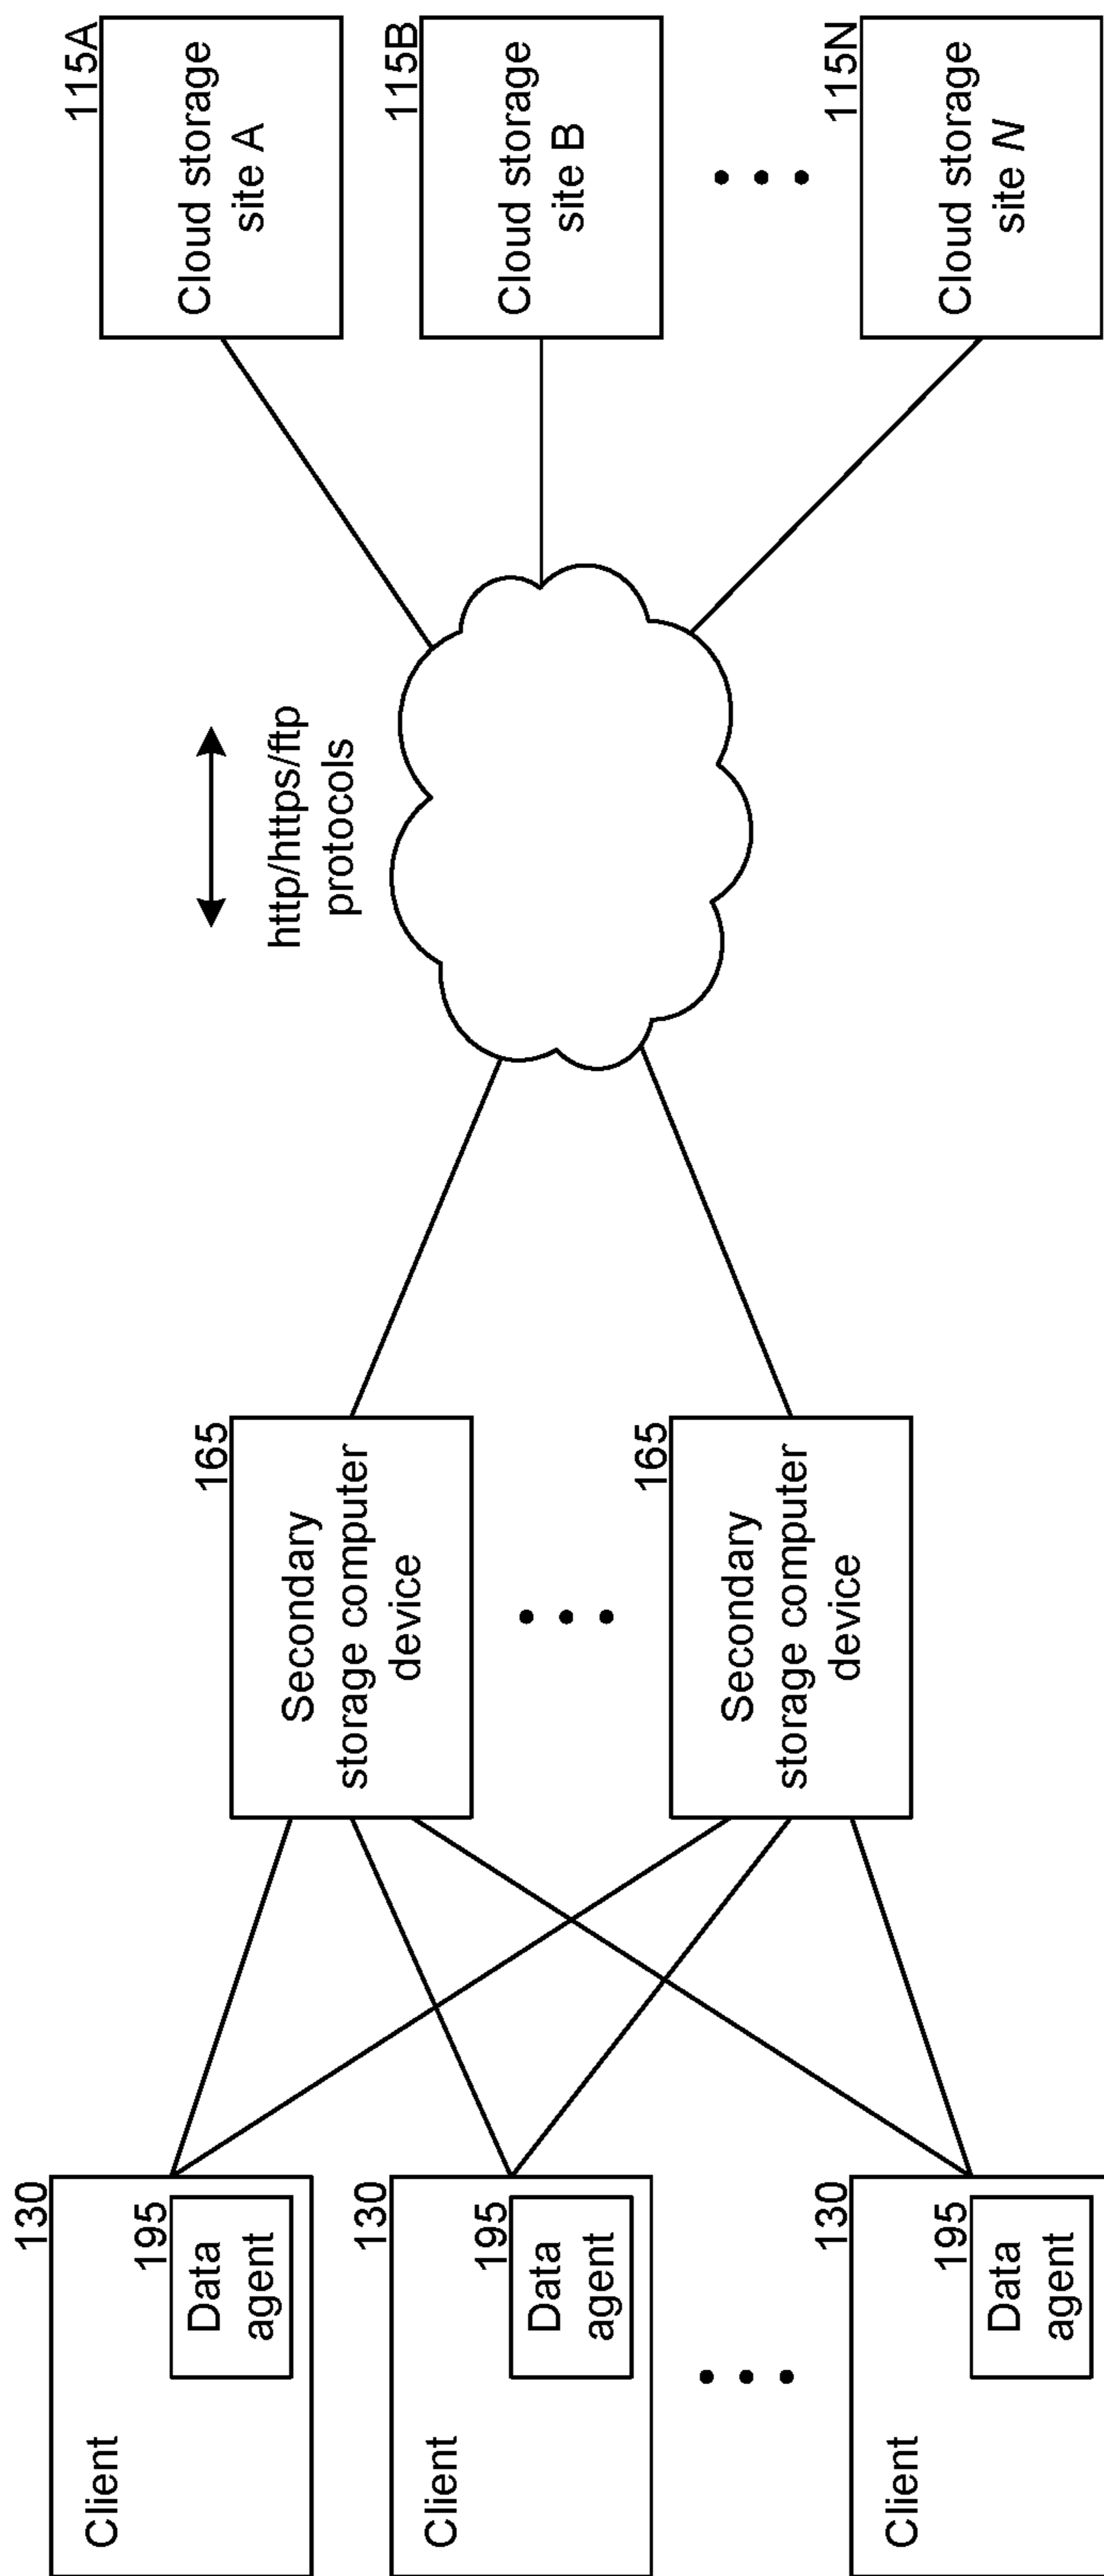 130
Client
195
Data
agent
130
Client
195
Data
agent
130
Client
195
Data
agent
165
Secondary
storage computer
device
165
Secondary
storage computer
device
http/https/ftp
protocols
115A
Cloud storage
site A
115B
Cloud storage
site B
115N
Cloud storage
site N